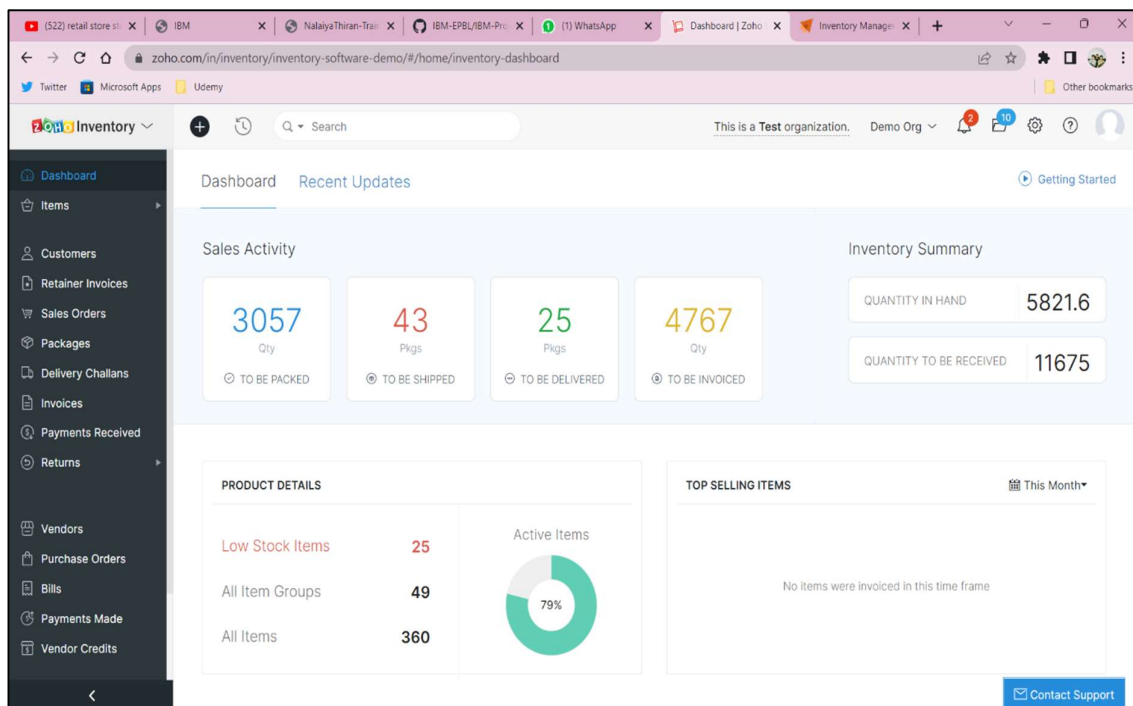 (522) retail store st
IBM
NalaiyaThiran-Trai
IBM-EPBL/IBM-Pro
(1) WhatsApp
Dashboard | Zoho
Inventory Manage
zoho.com/in/inventory/inventory-software-demo/#/home/inventory-dashboard
Twitter
Microsoft Apps
Udemy
Other bookmarks
ZOHO Inventory
Search
This is a Test organization.
Demo Org
2
10
Dashboard
Items
Customers
Retainer Invoices
Sales Orders
Packages
Delivery Challans
Invoices
Payments Received
Returns
Vendors
Purchase Orders
Bills
Payments Made
Vendor Credits
Dashboard
Recent Updates
Getting Started
Sales Activity
3057
Qty
TO BE PACKED
43
Pkgs
TO BE SHIPPED
25
Pkgs
TO BE DELIVERED
4767
Qty
TO BE INVOICED
Inventory Summary
QUANTITY IN HAND
5821.6
QUANTITY TO BE RECEIVED
11675
PRODUCT DETAILS
Low Stock Items
25
All Item Groups
49
All Items
360
Active Items
79%
TOP SELLING ITEMS
This Month
No items were invoiced in this time frame
Contact Support